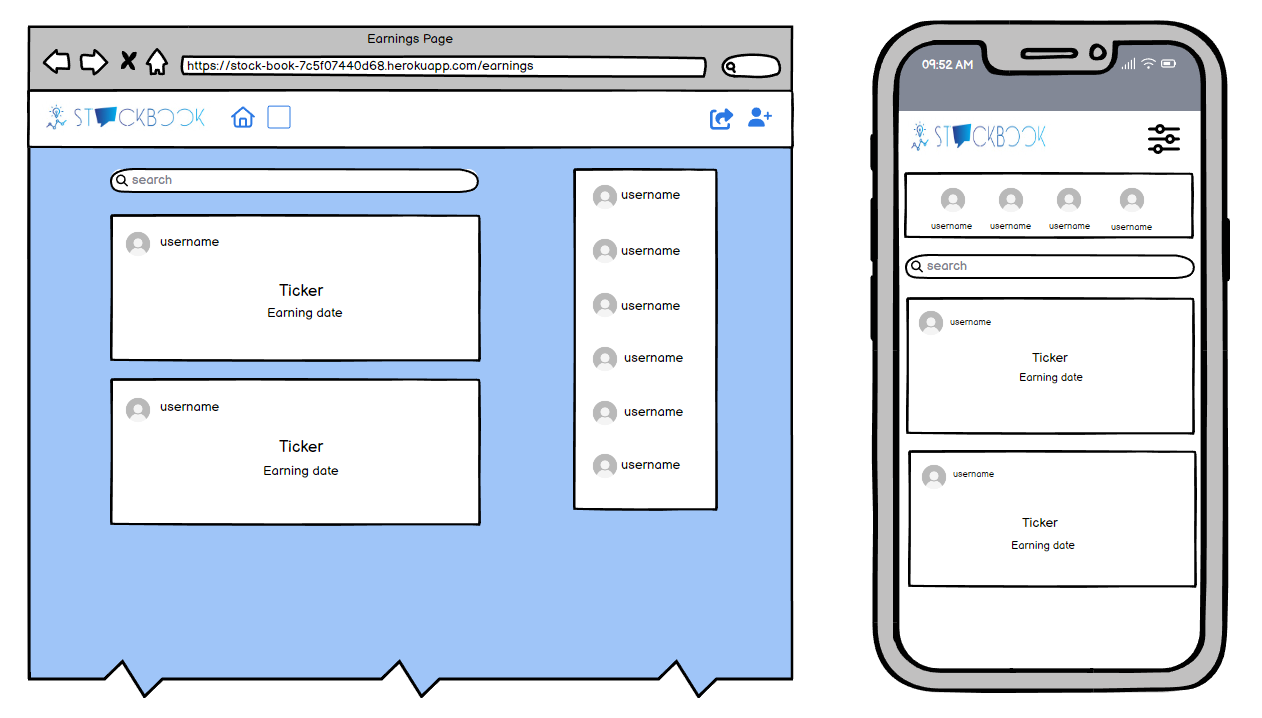 Earnings Page
https://stock-book-7c5f07440d68.herokuapp.com/earnings
STOCKBOOK
search
username
Ticker
Earning date
username
Ticker
Earning date
username
username
username
username
username
username
09:52 AM
STOCKBOOK
username username username username
search
username
Ticker
Earning date
username
Ticker
Earning date